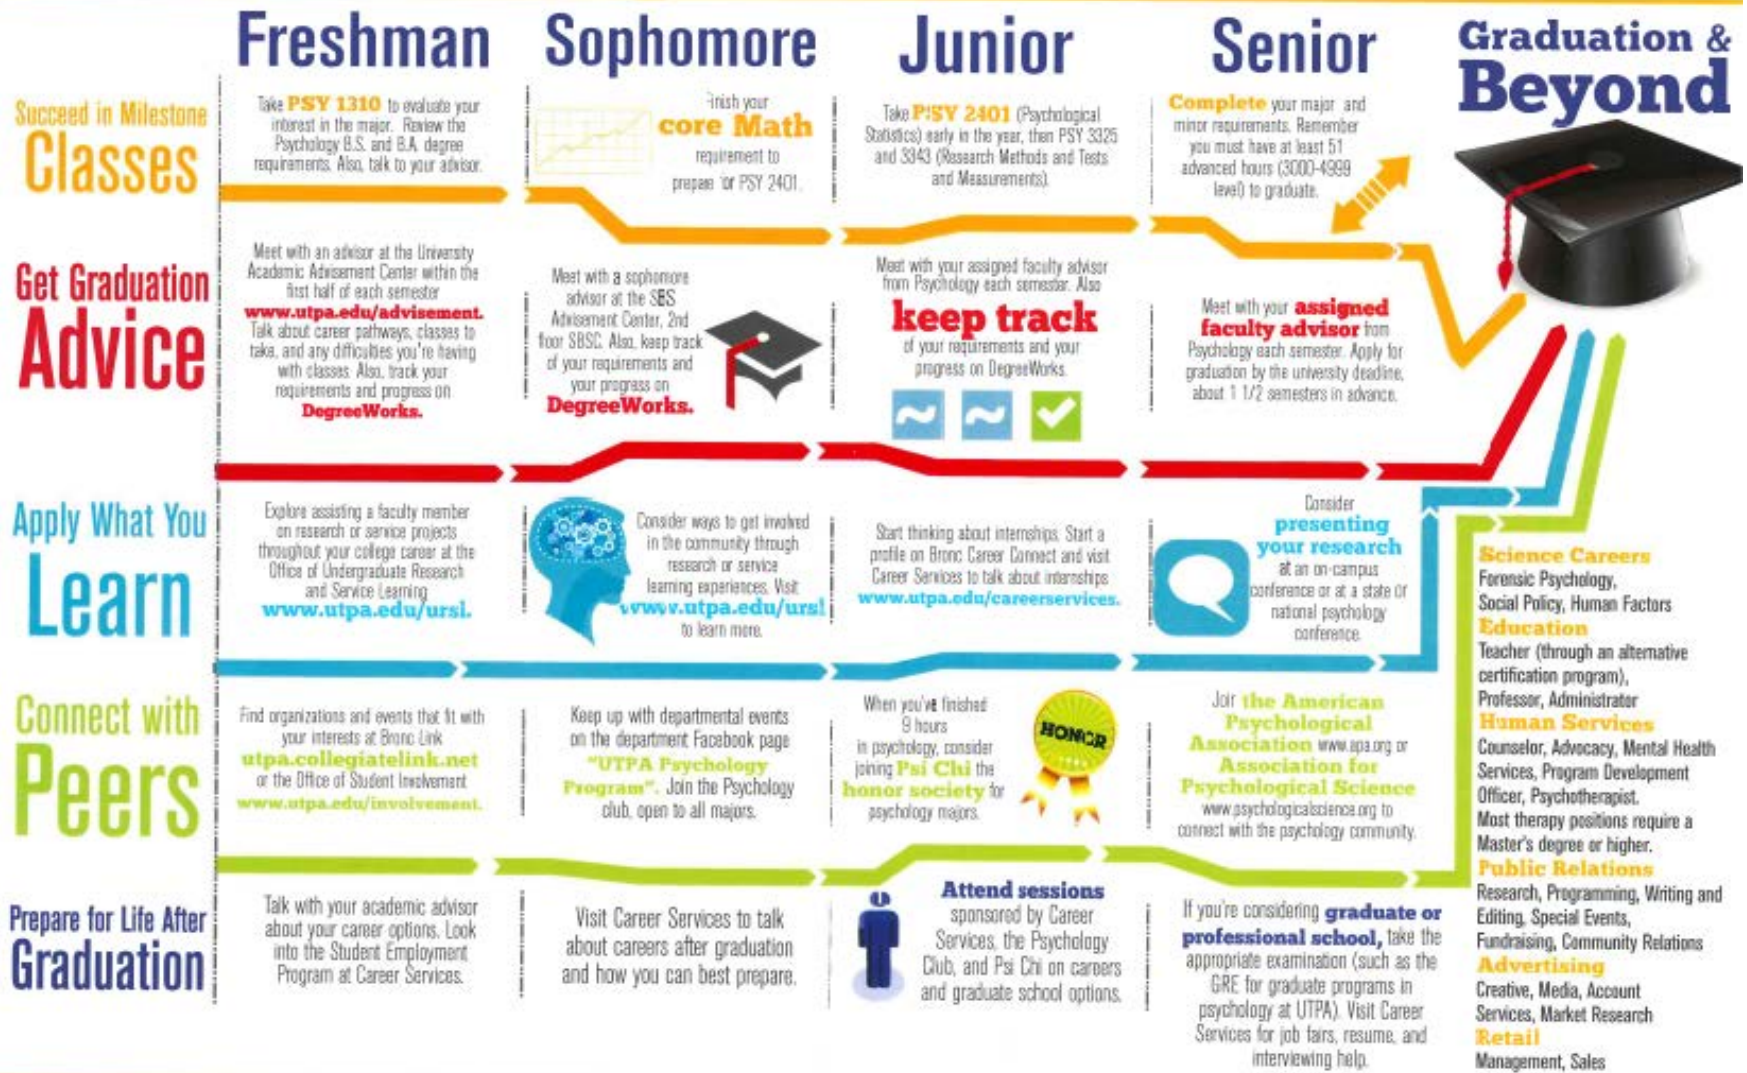 Freshman
Sophomore
Junior
Senior
Graduation &
Beyond
Succeed in Milestone
Classes
Take PSY 1310 to evaluate your
interest in the major. Review the
Psychology B.S. and B.A. degree
requirements. Also, talk to your advisor.
Finish your
core Math
requirement to
prepare for PSY 2401.
Take PSY 2401 (Psychological
Statistics) early in the year, then PSY 3325
and 3343 (Research Methods and Tests
and Measurements).
Complete your major and
minor requirements. Remember
you must have at least 51
advanced hours (3000-4999
level) to graduate.
Get Graduation
Advice
Meet with an advisor at the University
Academic Advisement Center within the
first half of each semester
www.utpa.edu/advisement.
Talk about career pathways, classes to
take, and any difficulties you're having
with classes. Also, track your
requirements and progress on
DegreeWorks.
Meet with a sophomore
advisor at the SBS
Advisement Center, 2nd
floor SBSC. Also, keep track
of your requirements and
your progress on
DegreeWorks.
Meet with your assigned faculty advisor
from Psychology each semester. Also
keep track
of your requirements and your
progress on DegreeWorks.
Meet with your assigned
faculty advisor from
Psychology each semester. Apply for
graduation by the university deadline,
about 1 1/2 semesters in advance.
Apply What You
Learn
Explore assisting a faculty member
on research or service projects
throughout your college career at the
Office of Undergraduate Research
and Service Learning
www.utpa.edu/ursl.
Consider ways to get involved
in the community through
research or service
learning experiences. Visit
www.utpa.edu/ursl
to learn more.
Start thinking about internships. Start a
profile on Bronc Career Connect and visit
Career Services to talk about internships
www.utpa.edu/careerservices.
Consider
presenting
your research
at an on-campus
conference or at a state or
national psychology
conference.
Connect with
Peers
Find organizations and events that fit with
your interests at Bronc Link
utpa.collegiatelink.net
or the Office of Student Involvement
www.utpa.edu/involvement.
Keep up with departmental events
on the department Facebook page
"UTPA Psychology
Program". Join the Psychology
club, open to all majors.
When you've finished
9 hours
in psychology, consider
joining Psi Chi the
honor society for
psychology majors.
HONOR
Join the American
Psychological
Association www.apa.org or
Association for
Psychological Science
www.psychologicalscience.org to
connect with the psychology community.
Prepare for Life After
Graduation
Talk with your academic advisor
about your career options. Look
into the Student Employment
Program at Career Services.
Visit Career Services to talk
about careers after graduation
and how you can best prepare.
Attend sessions
sponsored by Career
Services, the Psychology
Club, and Psi Chi on careers
and graduate school options.
If you're considering graduate or
professional school, take the
appropriate examination (such as the
GRE for graduate programs in
psychology at UTPA). Visit Career
Services for job fairs, resume, and
interviewing help.
Science Careers
Forensic Psychology,
Social Policy, Human Factors
Education
Teacher (through an alternative
certification program),
Professor, Administrator
Human Services
Counselor, Advocacy, Mental Health
Services, Program Development
Officer, Psychotherapist.
Most therapy positions require a
Master's degree or higher.
Public Relations
Research, Programming, Writing and
Editing, Special Events,
Fundraising, Community Relations
Advertising
Creative, Media, Account
Services, Market Research
Retail
Management, Sales